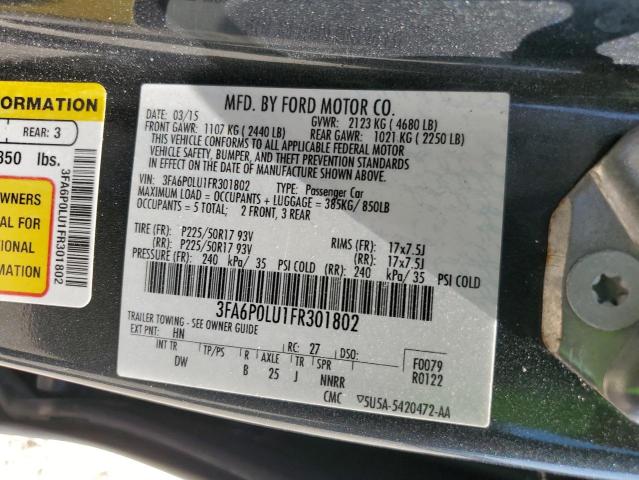 ORMATION
REAR: 3
850 lbs.
OWNERS
AL FOR
TIONAL
RMATION
3FA6P0LU1FR301802
MFD. BY FORD MOTOR CO.
DATE: 03/15 GVWR: 2123 KG (4680 LB)
FRONT GAWR: 1107 KG (2440 LB) REAR GAWR: 1021 KG (2250 LB)
THIS VEHICLE CONFORMS TO ALL APPLICABLE FEDERAL MOTOR
VEHICLE SAFETY, BUMPER, AND THEFT PREVENTION STANDARDS
IN EFFECT ON THE DATE OF MANUFACTURE SHOWN ABOVE.
VIN: 3FA6P0LU1FR301802 TYPE: Passenger Car
MAXIMUM LOAD = OCCUPANTS + LUGGAGE = 385KG/850LB
OCCUPANTS = 5 TOTAL; 2 FRONT, 3 REAR
TIRE (FR): P225/50R17 93V RIMS (FR): 17x7.5J
(RR): P225/50R17 93V (RR): 17x7.5J
PRESSURE (FR): 240 kPa/ 35 PSI COLD (RR): 240 kPa/ 35 PSI COLD
3FA6P0LU1FR301802
TRAILER TOWING - SEE OWNER GUIDE
EXT PNT: HN RC: 27 DSO: F0079
INT TR TP/PS R AXLE TR SPR R0122
DW B 25 J NNRR
CMC 5U5A-5420472-AA